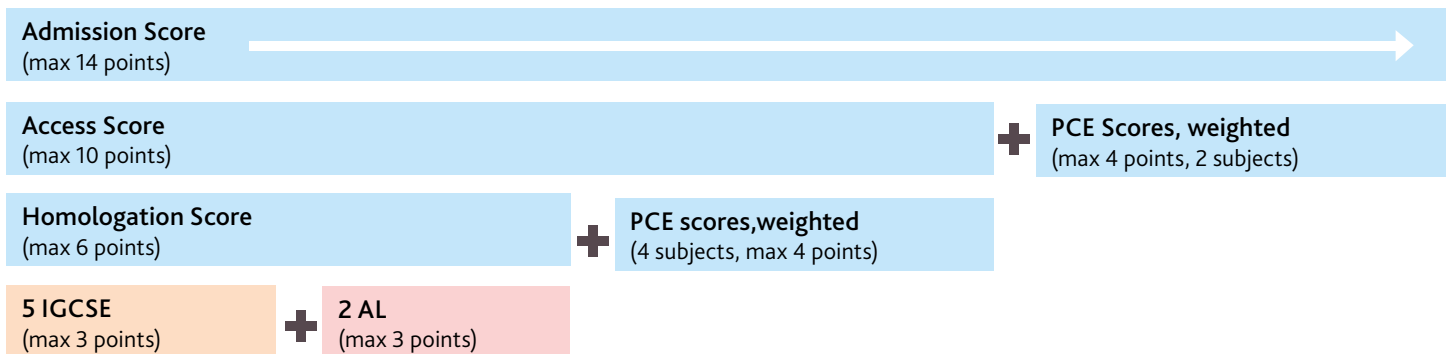 Admission Score
(max 14 points)
Access Score
(max 10 points)
PCE Scores, weighted
(max 4 points, 2 subjects)
Homologation Score
(max 6 points)
PCE scores,weighted
(4 subjects, max 4 points)
5 IGCSE
(max 3 points)
2 AL
(max 3 points)